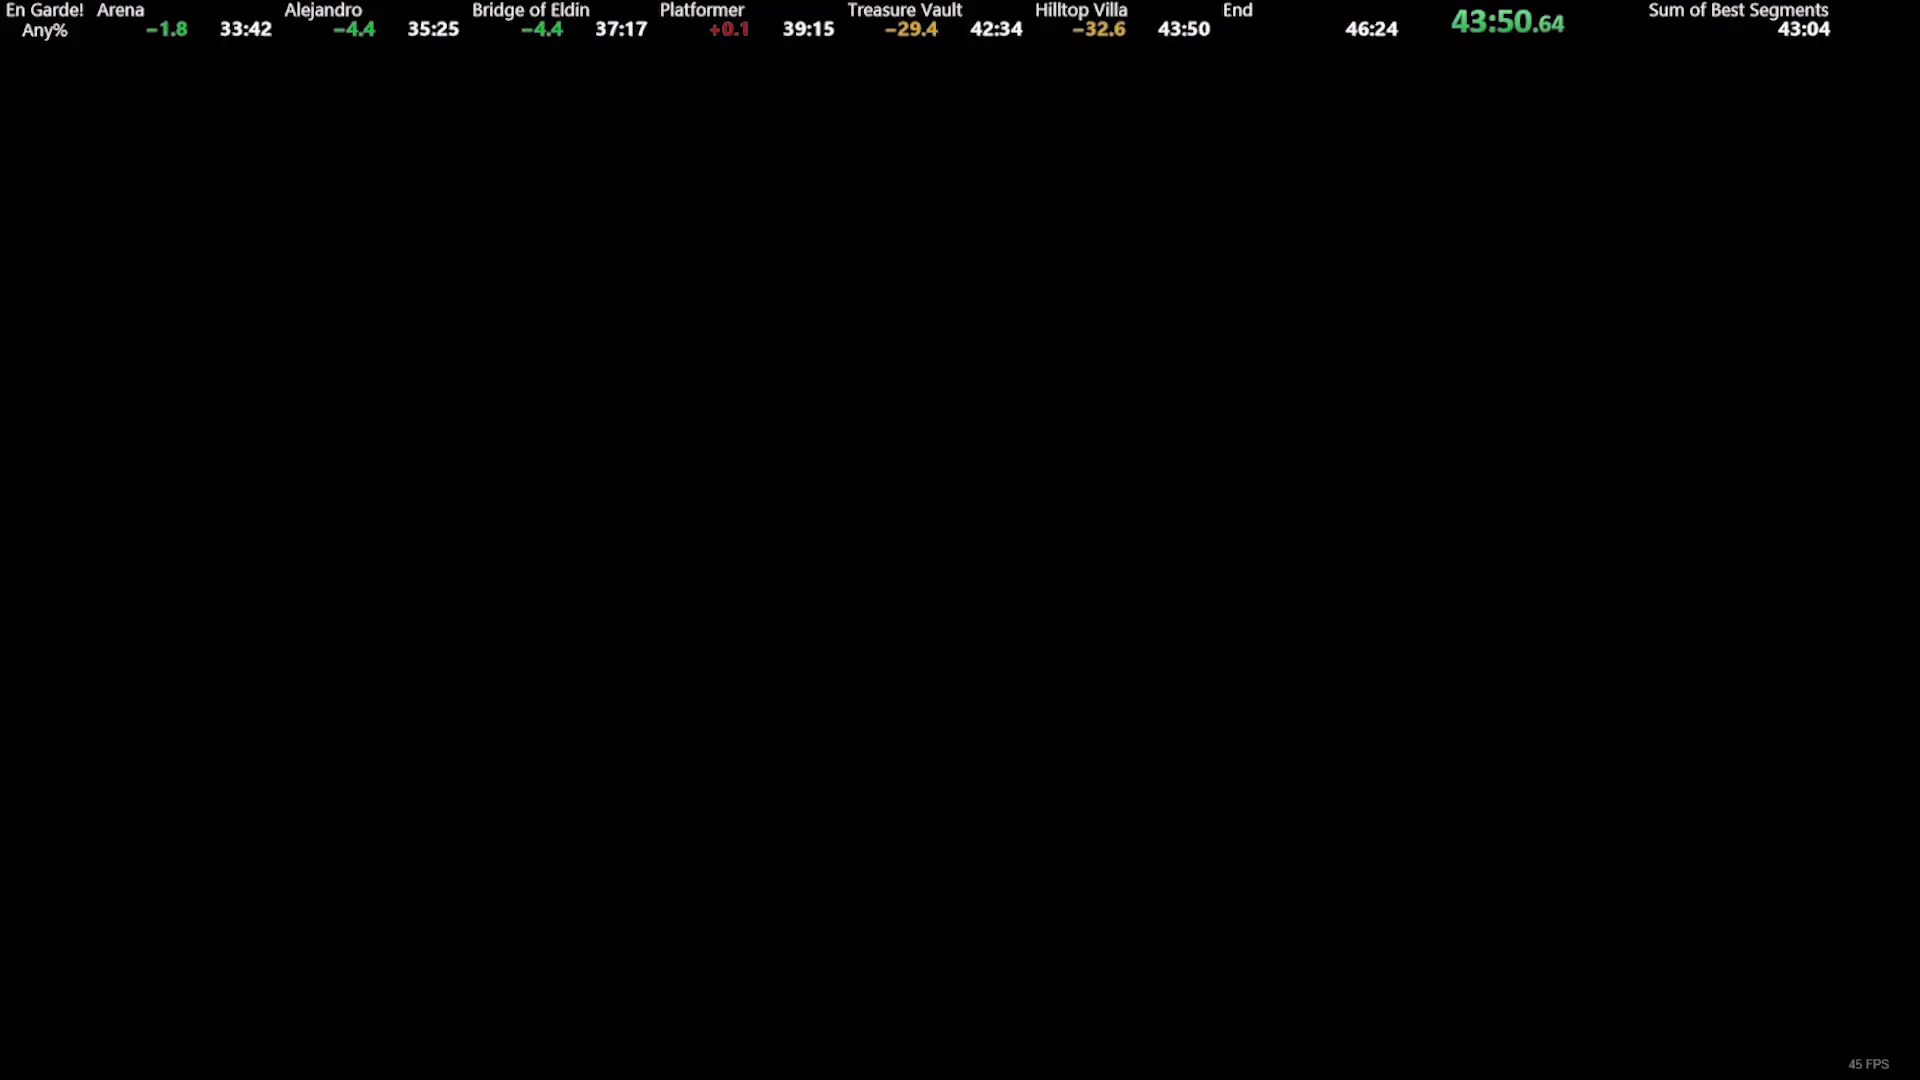 En Garde! Arena Alejandro Bridge of Eldin Platformer Treasure Vault Hilltop Villa End 43:50.64 Sum of Best Segments
Any% −1.8 33:42 −4.4 35:25 −4.4 37:17 +0.1 39:15 −29.4 42:34 −32.6 43:50 46:24 43:04
45 FPS